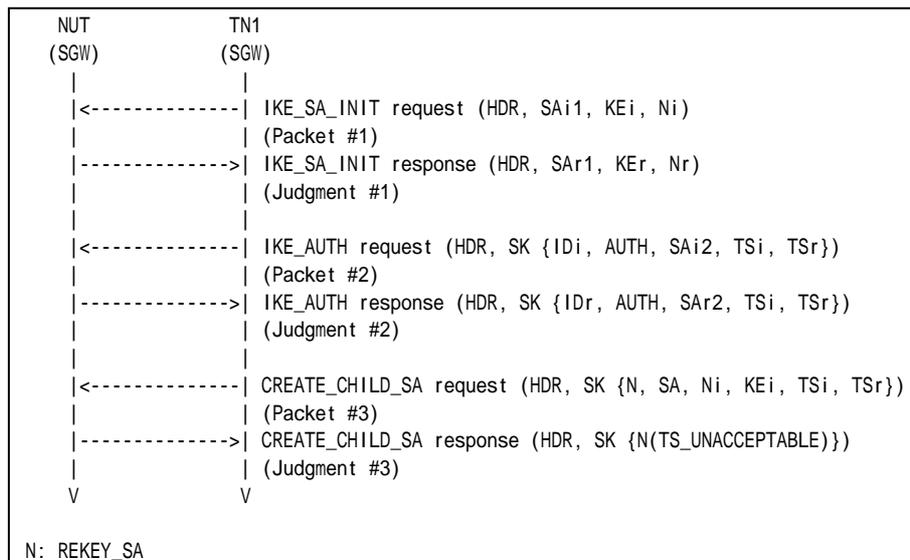 NUT TN1
(SGW) (SGW)
| |
|<--------------| IKE_SA_INIT request (HDR, SAi1, KEi, Ni)
| | (Packet #1)
|-------------->| IKE_SA_INIT response (HDR, SAr1, KEr, Nr)
| | (Judgment #1)
| |
|<--------------| IKE_AUTH request (HDR, SK {IDi, AUTH, SAi2, TSi, TSr})
| | (Packet #2)
|-------------->| IKE_AUTH response (HDR, SK {IDr, AUTH, SAr2, TSi, TSr})
| | (Judgment #2)
| |
|<--------------| CREATE_CHILD_SA request (HDR, SK {N, SA, Ni, KEi, TSi, TSr})
| | (Packet #3)
|-------------->| CREATE_CHILD_SA response (HDR, SK {N(TS_UNACCEPTABLE)})
| | (Judgment #3)
V V
N: REKEY_SA